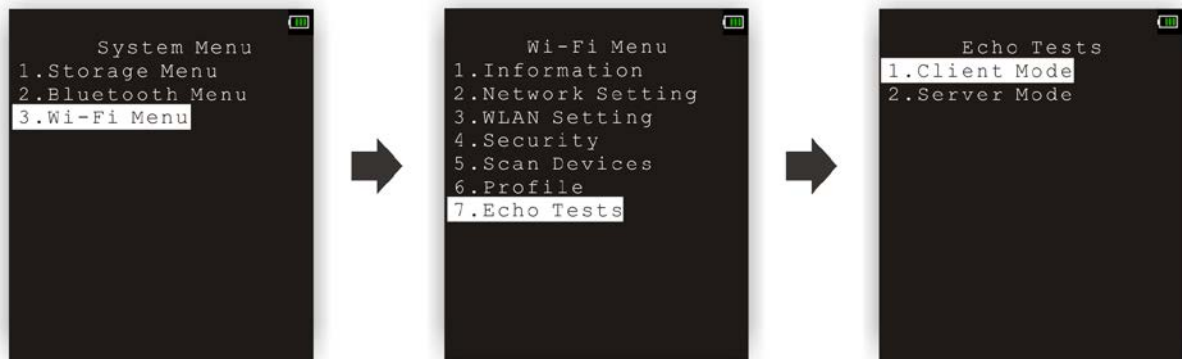 System Menu
1.Storage Menu
2.Bluetooth Menu
3.Wi-Fi Menu
Wi-Fi Menu
1.Information
2.Network Setting
3.WLAN Setting
4.Security
5.Scan Devices
6.Profile
7.Echo Tests
Echo Tests
1.Client Mode
2.Server Mode